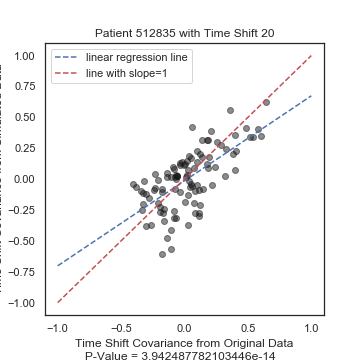 Patient 512835 with Time Shift 20
linear regression line
line with slope=1
1.00
0.75
0.50
0.25
0.00
−0.25
−0.50
−0.75
−1.00
−1.0
−0.5
0.0
0.5
1.0
Time Shift Covariance from Original Data
P-Value = 3.942487782103446e-14